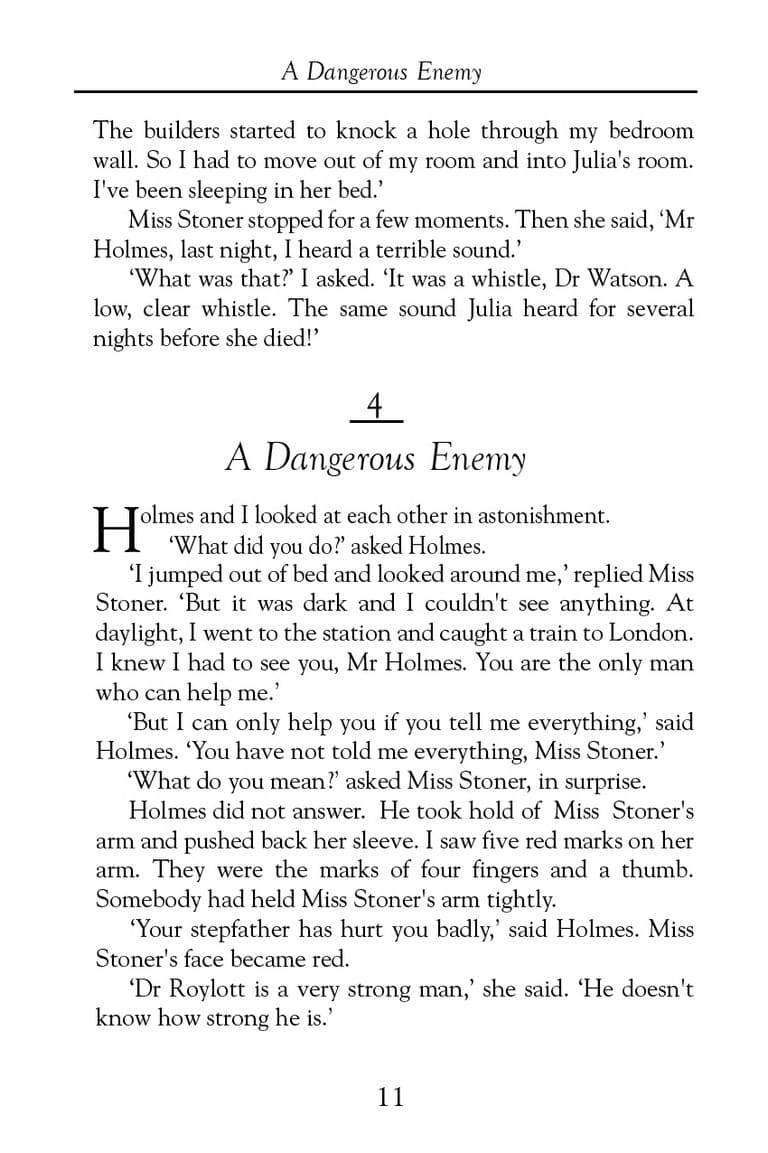 A Dangerous Enemy
The builders started to knock a hole through my bedroom
wall. So I had to move out of my room and into Julia's room.
I've been sleeping in her bed.’
Miss Stoner stopped for a few moments. Then she said, ‘Mr
Holmes, last night, I heard a terrible sound.’
‘What was that?’ I asked. ‘It was a whistle, Dr Watson. A
low, clear whistle. The same sound Julia heard for several
nights before she died!’
4
A Dangerous Enemy
Holmes and I looked at each other in astonishment.
‘What did you do?’ asked Holmes.
‘I jumped out of bed and looked around me,’ replied Miss
Stoner. ‘But it was dark and I couldn't see anything. At
daylight, I went to the station and caught a train to London.
I knew I had to see you, Mr Holmes. You are the only man
who can help me.’
‘But I can only help you if you tell me everything,’ said
Holmes. ‘You have not told me everything, Miss Stoner.’
‘What do you mean?’ asked Miss Stoner, in surprise.
Holmes did not answer. He took hold of Miss Stoner's
arm and pushed back her sleeve. I saw five red marks on her
arm. They were the marks of four fingers and a thumb.
Somebody had held Miss Stoner's arm tightly.
‘Your stepfather has hurt you badly,’ said Holmes. Miss
Stoner's face became red.
‘Dr Roylott is a very strong man,’ she said. ‘He doesn't
know how strong he is.’
11